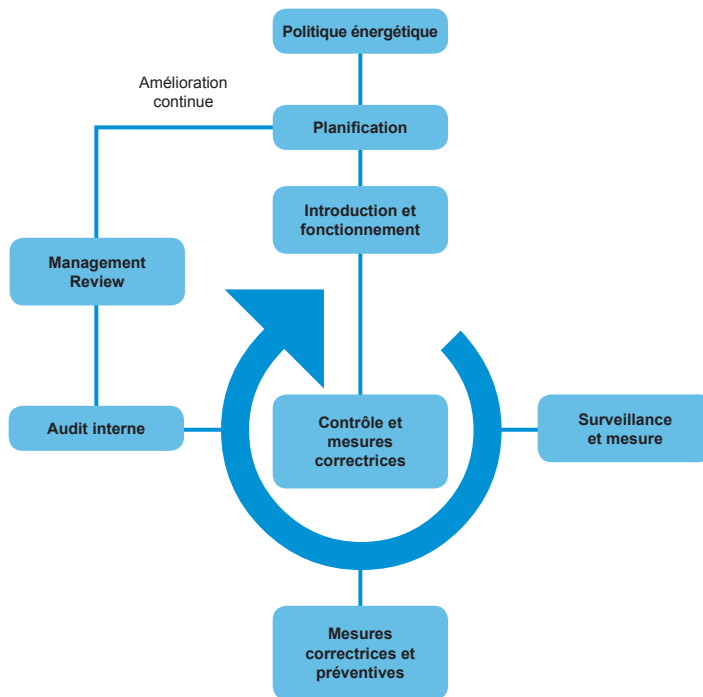 Politique énergétique
Amélioration
continue
Planification
Introduction et
fonctionnement
Management
Review
Audit interne
Contrôle et
mesures
correctrices
Surveillance
et mesure
Mesures
correctrices et
préventives